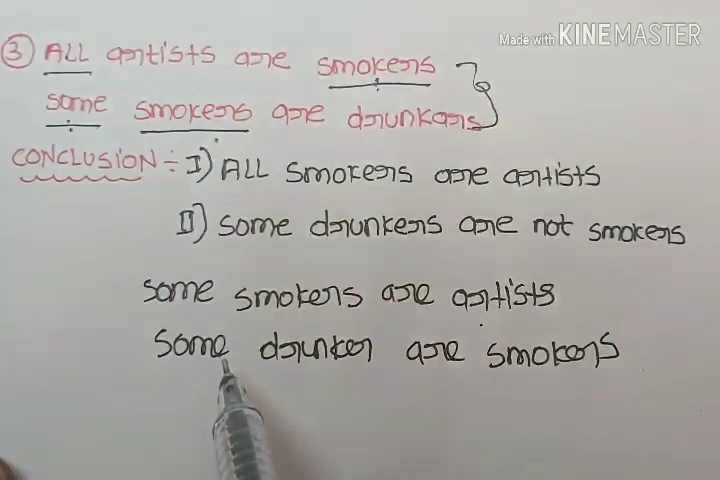 Made with KINEMASTER
③ ALL artists are smokers
some smokers are drunkars
CONCLUSION ÷ I) ALL smokers are artists
II) some drunkers are not smokers
some smokers are artists
some drunker are smokers